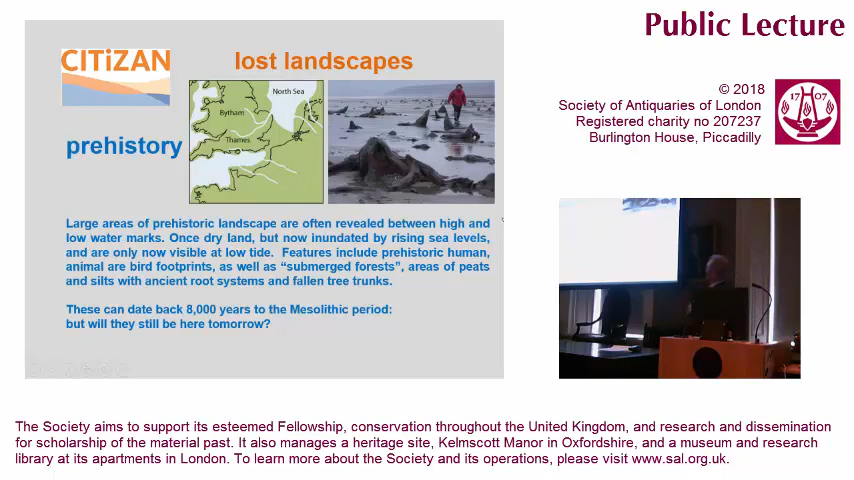 Public Lecture
CITiZAN
lost landscapes
prehistory
North Sea
Bytham
Thames
Large areas of prehistoric landscape are often revealed between high and
low water marks. Once dry land, but now inundated by rising sea levels,
and are only now visible at low tide. Features include prehistoric human,
animal are bird footprints, as well as “submerged forests”, areas of peats
and silts with ancient root systems and fallen tree trunks.
These can date back 8,000 years to the Mesolithic period:
but will they still be here tomorrow?
© 2018
Society of Antiquaries of London
Registered charity no 207237
Burlington House, Piccadilly
1707
The Society aims to support its esteemed Fellowship, conservation throughout the United Kingdom, and research and dissemination
for scholarship of the material past. It also manages a heritage site, Kelmscott Manor in Oxfordshire, and a museum and research
library at its apartments in London. To learn more about the Society and its operations, please visit www.sal.org.uk.